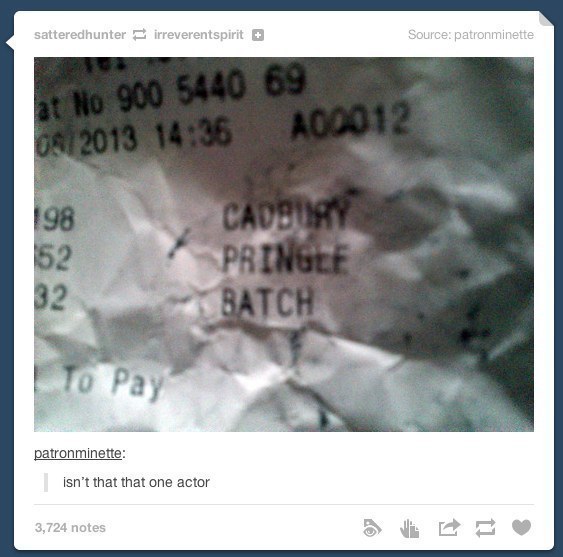 satteredhunter irreverentspirit
Source: patronminette
at No 900 5440 69
06/2013 14:36 A00012
98 CADBURY
52 PRINGLE
32 BATCH
To Pay
patronminette:
isn't that that one actor
3,724 notes